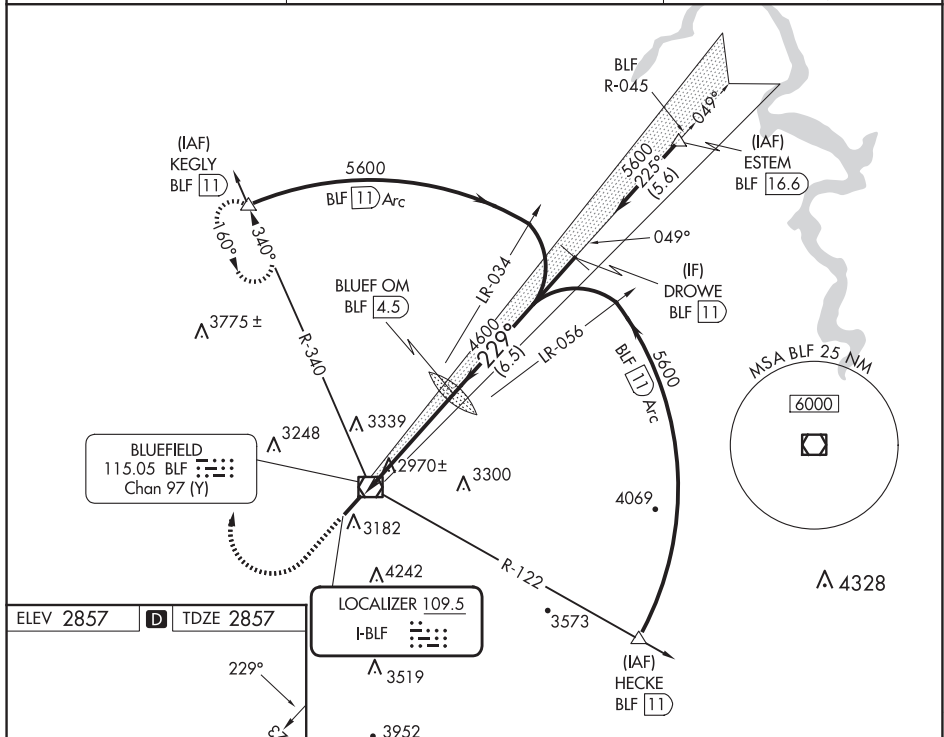 BLF
R-045
049°
(IAF)
ESTEM
BLF 16.6
5600
225°
(5.6)
(IAF)
KEGLY
BLF 11
5600
BLF 11 Arc
340°
160°
049°
(IF)
DROWE
BLF 11
LR-034
BLUEF OM
BLF 4.5
4600
229°
(6.5)
LR-056
5600
BLF 11 Arc
MSA BLF 25 NM
6000
3775 ±
R-340
3339
3248
2970 ±
3300
BLUEFIELD
115.05 BLF
Chan 97 (Y)
3182
4069
4242
R-122
4328
LOCALIZER 109.5
I-BLF
3573
ELEV 2857
D
TDZE 2857
(IAF)
HECKE
BLF 11
229°
3519
3952